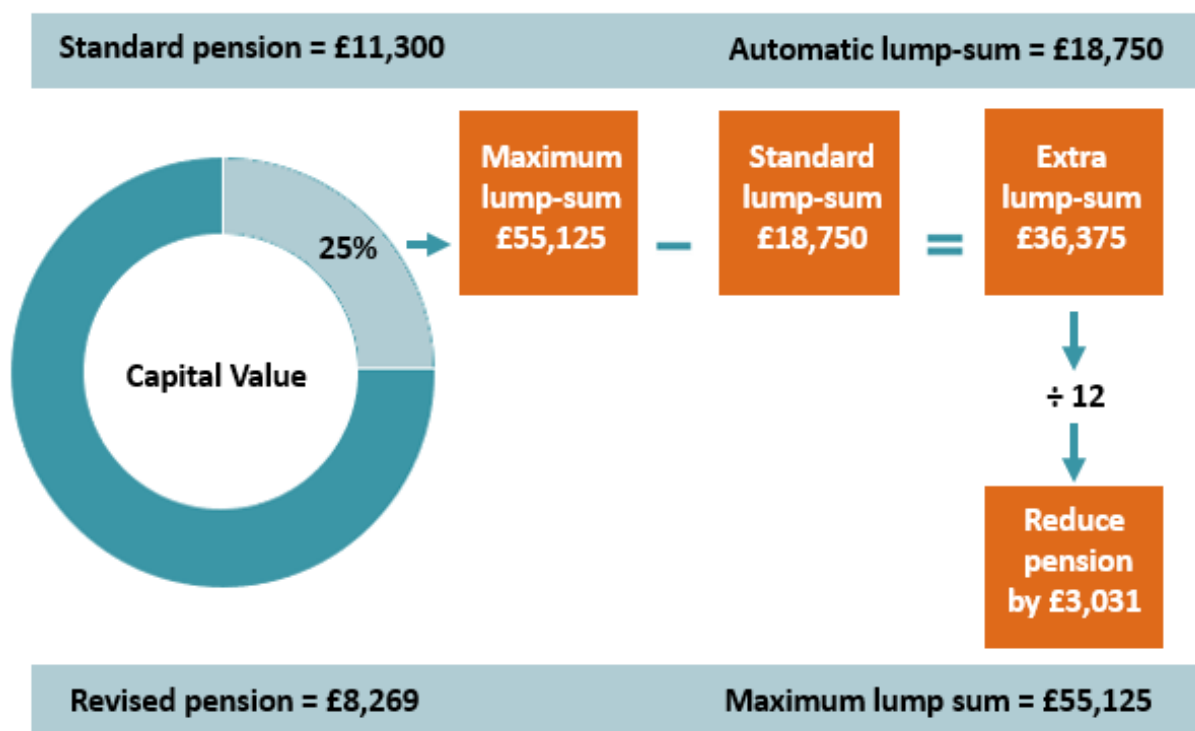 Standard pension = £11,300
Automatic lump-sum = £18,750
Maximum
lump-sum
£55,125
–
Standard
lump-sum
£18,750
=
Extra
lump-sum
£36,375
25%
Capital Value
÷ 12
Reduce
pension
by £3,031
Revised pension = £8,269
Maximum lump sum = £55,125